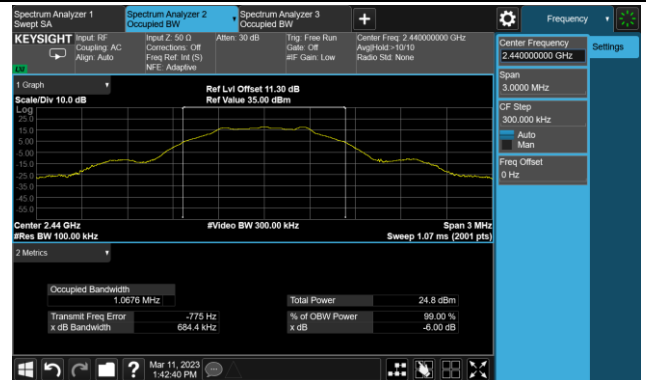 Spectrum Analyzer 1
Swept SA
Spectrum Analyzer 2
Occupied BW
Spectrum Analyzer 3
Occupied BW
Frequency
KEYSIGHT
Input: RF
Coupling: AC
Align: Auto
Input Z: 50 Ω
Corrections: Off
Freq Ref: Int (S)
NFE: Adaptive
Atten: 30 dB
Trig: Free Run
Gate: Off
#IF Gain: Low
Center Freq: 2.440000000 GHz
Avg|Hold:>10/10
Radio Std: None
1 Graph
Scale/Div 10.0 dB
Ref Lvl Offset 11.30 dB
Ref Value 35.00 dBm
Log
25.0
15.0
5.00
-5.00
-15.0
-25.0
-35.0
-45.0
-55.0
Center 2.44 GHz
#Res BW 100.00 kHz
#Video BW 300.00 kHz
Span 3 MHz
Sweep 1.07 ms (2001 pts)
2 Metrics
Occupied Bandwidth
1.0676 MHz
Total Power 24.8 dBm
Transmit Freq Error -775 Hz
% of OBW Power 99.00 %
x dB Bandwidth 684.4 kHz
x dB -6.00 dB
Mar 11, 2023
1:42:40 PM
Center Frequency
2.440000000 GHz
Settings
Span
3.0000 MHz
CF Step
300.000 kHz
Auto
Man
Freq Offset
0 Hz